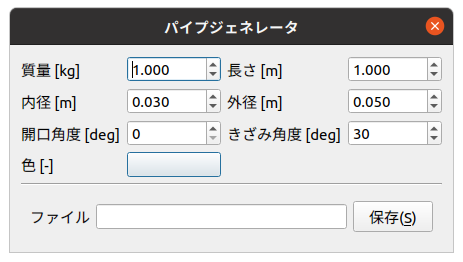 パイプジェネレータ
質量 [kg] 1.000 長さ [m] 1.000
内径 [m] 0.030 外径 [m] 0.050
開口角度 [deg] 0 きざみ角度 [deg] 30
色 [-]
ファイル 保存(S)